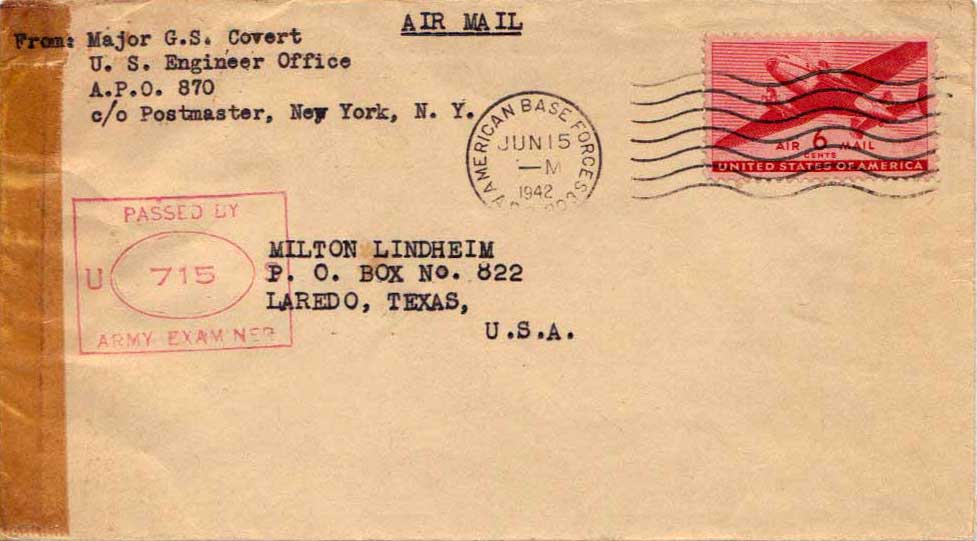 AIR MAIL
From: Major G.S. Covert
U. S. Engineer Office
A.P.O. 870
c/o Postmaster, New York, N. Y.
AMERICAN BASE FORCES
JUN 15
—M
1942
AIR 6 MAIL
CENTS
UNITED STATES OF AMERICA
PASSED BY
U 715 S
ARMY EXAMINER
MILTON LINDHEIM
P. O. BOX No. 822
LAREDO, TEXAS,
U.S.A.